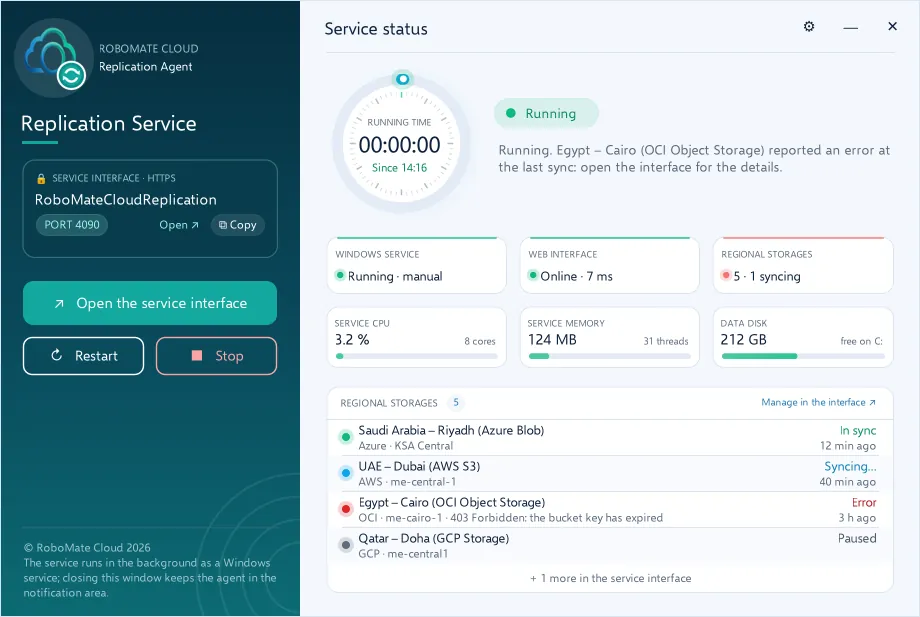 ROBOMATE CLOUD
Replication Agent
Replication Service
SERVICE INTERFACE · HTTPS
RoboMateCloudReplication
PORT 4090
Open ↗
Copy
↗ Open the service interface
Restart
Stop
© RoboMate Cloud 2026
The service runs in the background as a Windows
service; closing this window keeps the agent in the
notification area.
Service status
RUNNING TIME
00:00:00
Since 14:16
Running
Running. Egypt – Cairo (OCI Object Storage) reported an error at
the last sync: open the interface for the details.
WINDOWS SERVICE
Running · manual
WEB INTERFACE
Online · 7 ms
REGIONAL STORAGES
5 · 1 syncing
SERVICE CPU
3.2 %
8 cores
SERVICE MEMORY
124 MB
31 threads
DATA DISK
212 GB
free on C:
REGIONAL STORAGES 5
Manage in the interface ↗
Saudi Arabia – Riyadh (Azure Blob)
In sync
Azure · KSA Central
12 min ago
UAE – Dubai (AWS S3)
Syncing...
AWS · me-central-1
40 min ago
Egypt – Cairo (OCI Object Storage)
Error
OCI · me-cairo-1 · 403 Forbidden: the bucket key has expired
3 h ago
Qatar – Doha (GCP Storage)
Paused
GCP · me-central1
+ 1 more in the service interface